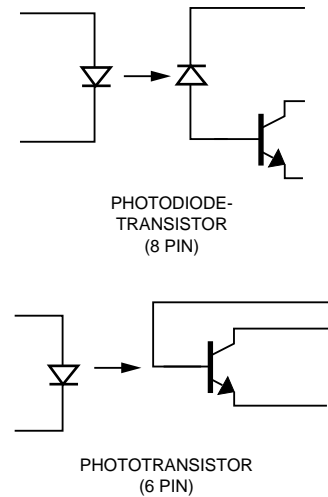 PHOTODIODE-
TRANSISTOR
(8 PIN)
PHOTOTRANSISTOR
(6 PIN)